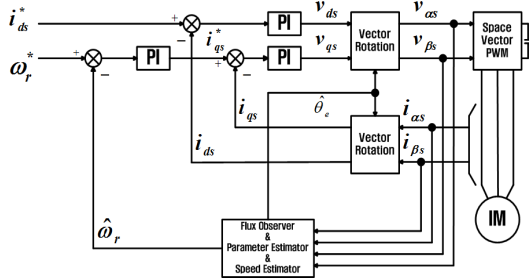 i*ds
PI
vds
Vector
Rotation
vαs
Space
Vector
PWM
ω*r
PI
i*qs
PI
vqs
vβs
iqs
θ̂e
Vector
Rotation
iαs
iβs
ids
IM
ω̂r
Flux Observer
&
Parameter Estimator
&
Speed Estimator